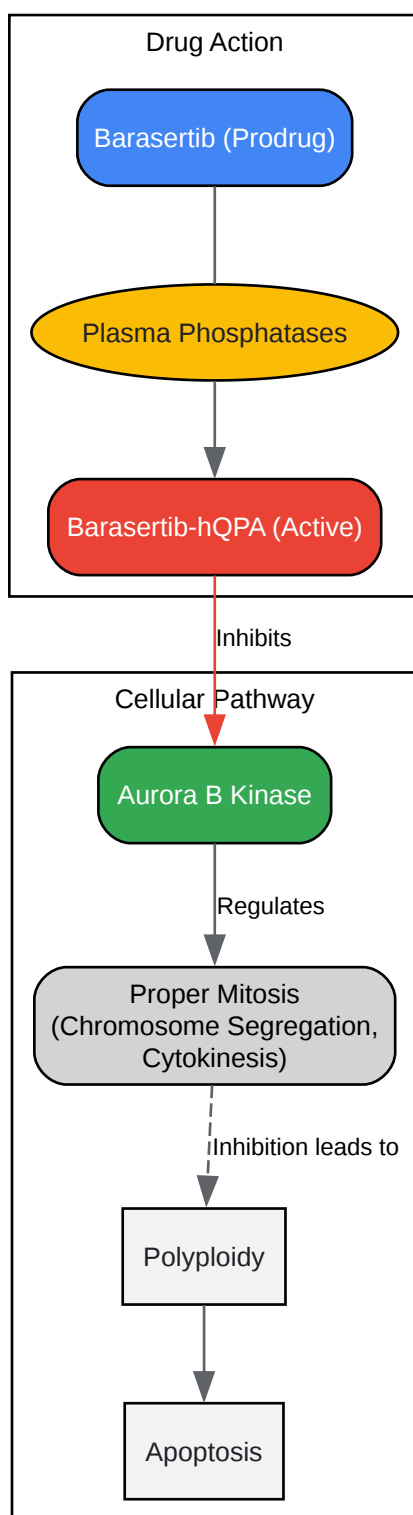 Drug Action
Barasertib (Prodrug)
Plasma Phosphatases
Barasertib-hQPA (Active)
Inhibits
Cellular Pathway
Aurora B Kinase
Regulates
Proper Mitosis
(Chromosome Segregation,
Cytokinesis)
Inhibition leads to
Polyploidy
Apoptosis